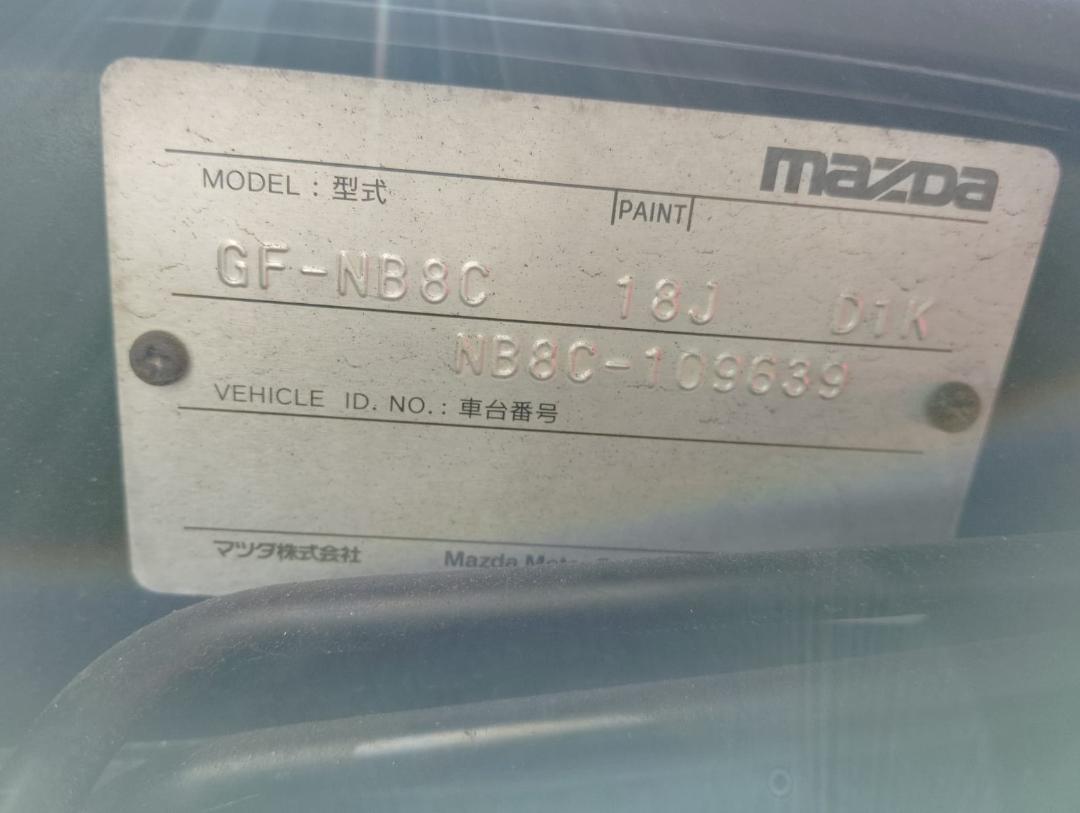 mazda
MODEL : 型式 PAINT
GF-NB8C 18J D1K
NB8C-109639
VEHICLE ID. NO. : 車台番号
マツダ株式会社 Mazda